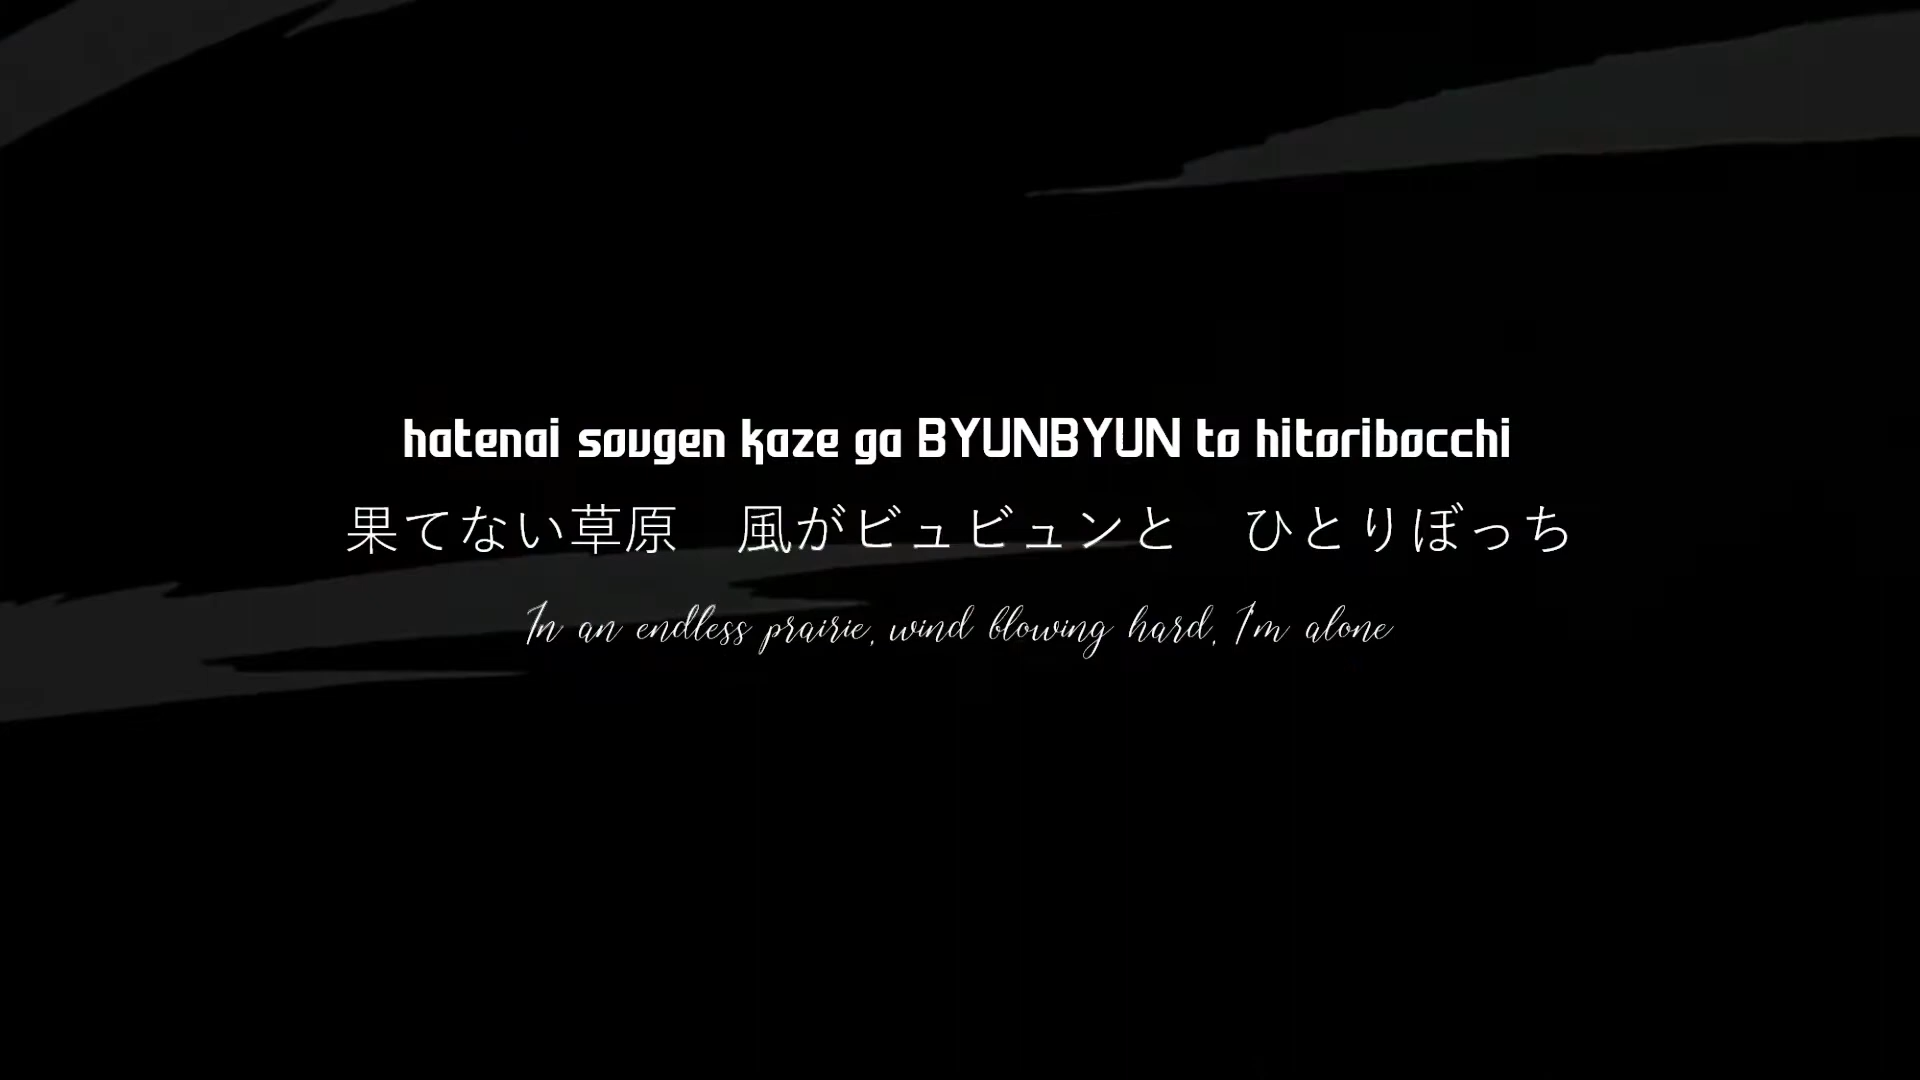 hatenai sougen kaze ga BYUNBYUN to hitoribocchi
果てない草原　風がビュビュンと　ひとりぼっち
In an endless prairie, wind blowing hard, I'm alone